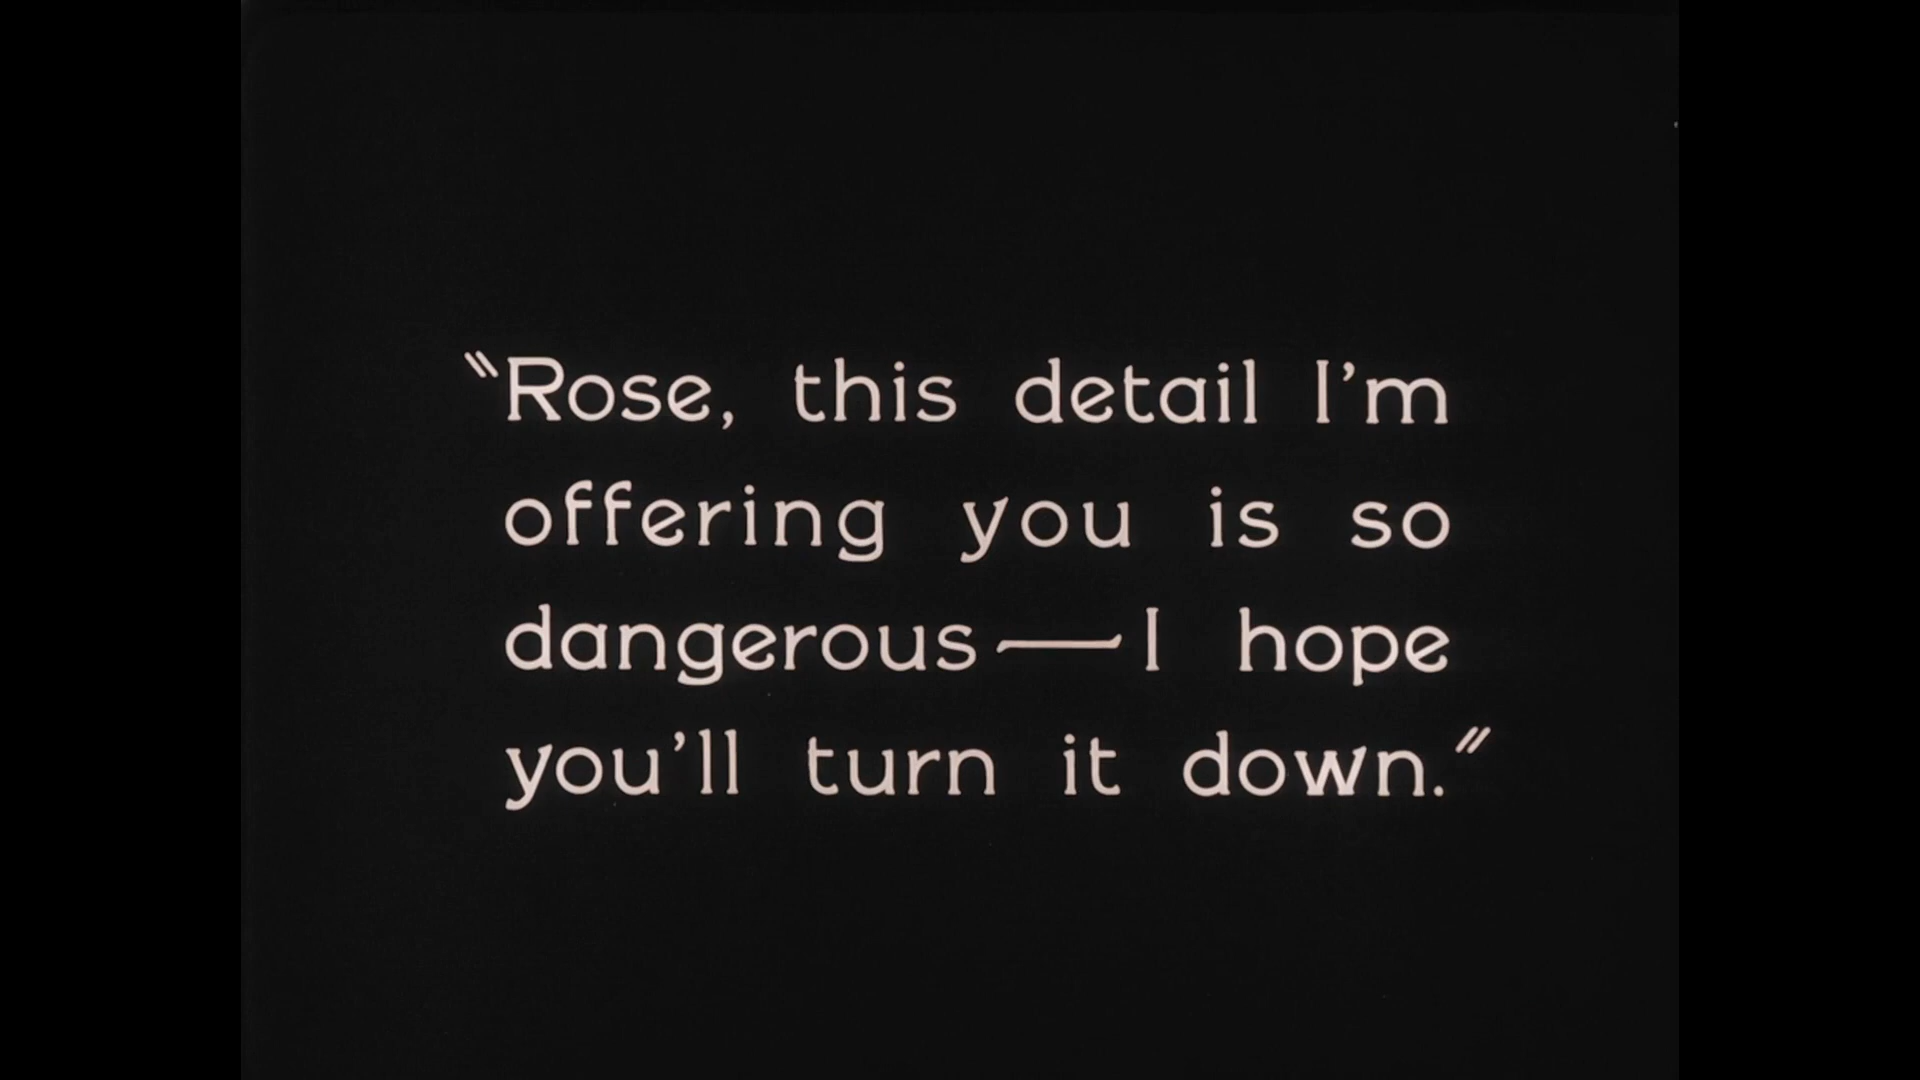 "Rose, this detail I'm
offering you is so
dangerous—I hope
you'll turn it down."